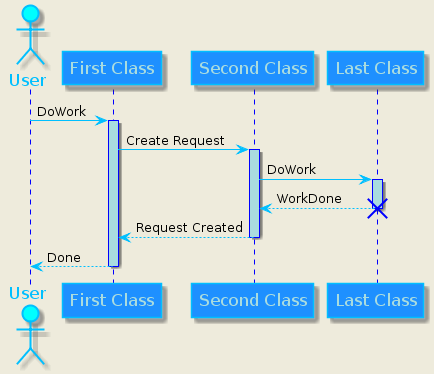 User
First Class
Second Class
Last Class
DoWork
Create Request
DoWork
WorkDone
Request Created
Done
User
First Class
Second Class
Last Class